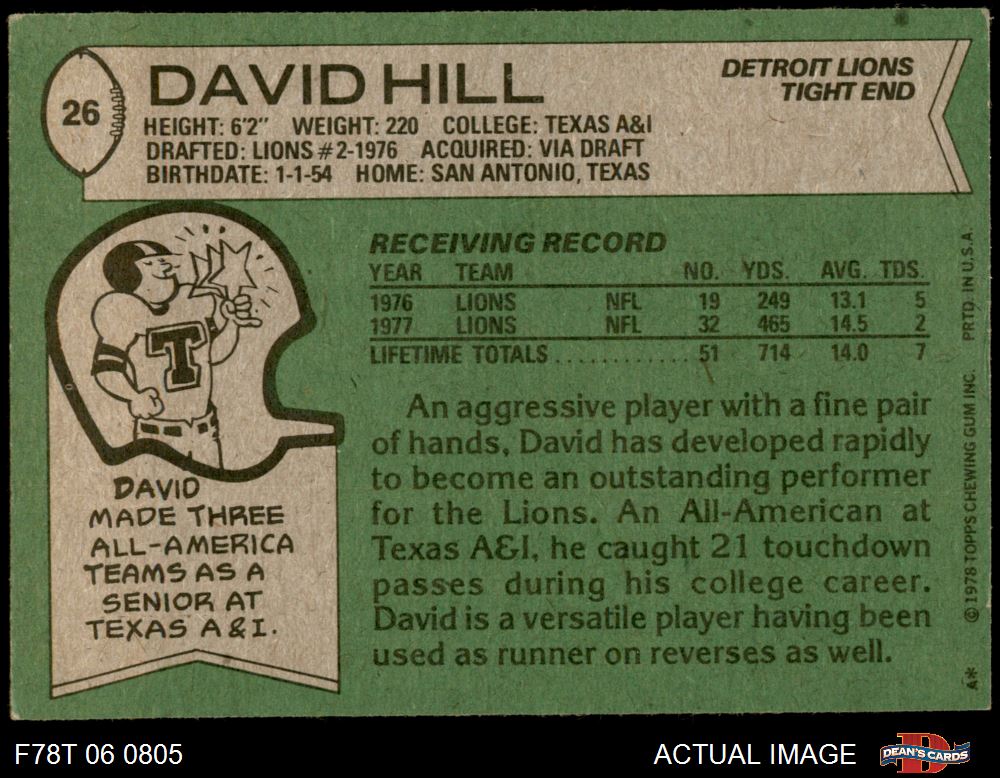 26
DAVID HILL
DETROIT LIONS
TIGHT END
HEIGHT: 6'2" WEIGHT: 220 COLLEGE: TEXAS A&I
DRAFTED: LIONS #2-1976 ACQUIRED: VIA DRAFT
BIRTHDATE: 1-1-54 HOME: SAN ANTONIO, TEXAS
T
DAVID
MADE THREE
ALL-AMERICA
TEAMS AS A
SENIOR AT
TEXAS A & I.
RECEIVING RECORD
YEAR TEAM NO. YDS. AVG. TDS.
1976 LIONS NFL 19 249 13.1 5
1977 LIONS NFL 32 465 14.5 2
LIFETIME TOTALS.............51 714 14.0 7
An aggressive player with a fine pair
of hands, David has developed rapidly
to become an outstanding performer
for the Lions. An All-American at
Texas A&I, he caught 21 touchdown
passes during his college career.
David is a versatile player having been
used as runner on reverses as well.
A* © 1978 TOPPS CHEWING GUM INC. PRTD. IN U.S.A.
F78T 06 0805
ACTUAL IMAGE
D
DEAN'S CARDS